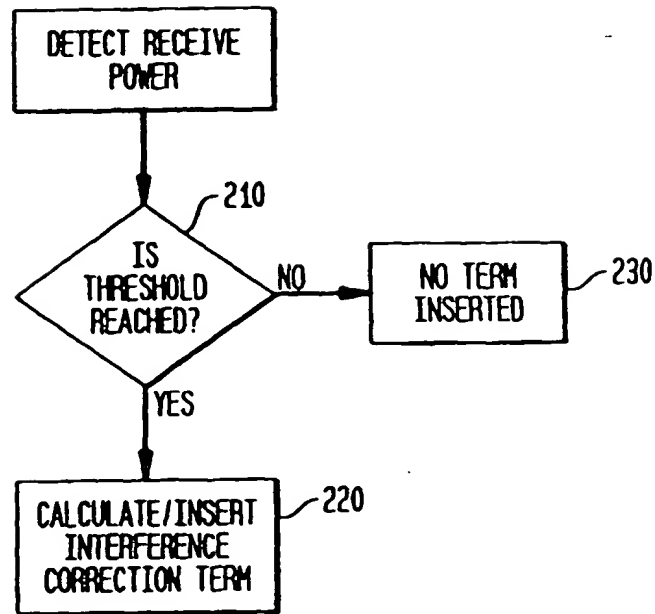 DETECT RECEIVE
POWER
210
IS
THRESHOLD
REACHED?
NO
NO TERM
INSERTED
230
YES
CALCULATE/INSERT
INTERFERENCE
CORRECTION TERM
220